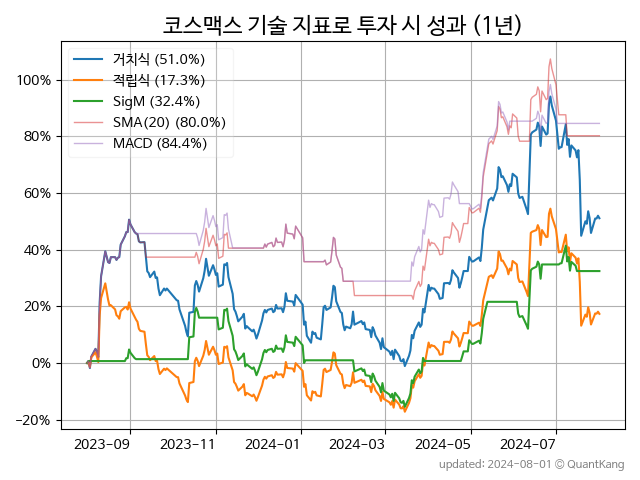 코스맥스 기술 지표로 투자 시 성과 (1년)
거치식 (51.0%)
적립식 (17.3%)
SigM (32.4%)
SMA(20) (80.0%)
MACD (84.4%)
100%
80%
60%
40%
20%
0%
−20%
2023-09 2023-11 2024-01 2024-03 2024-05 2024-07
updated: 2024-08-01 © QuantKang